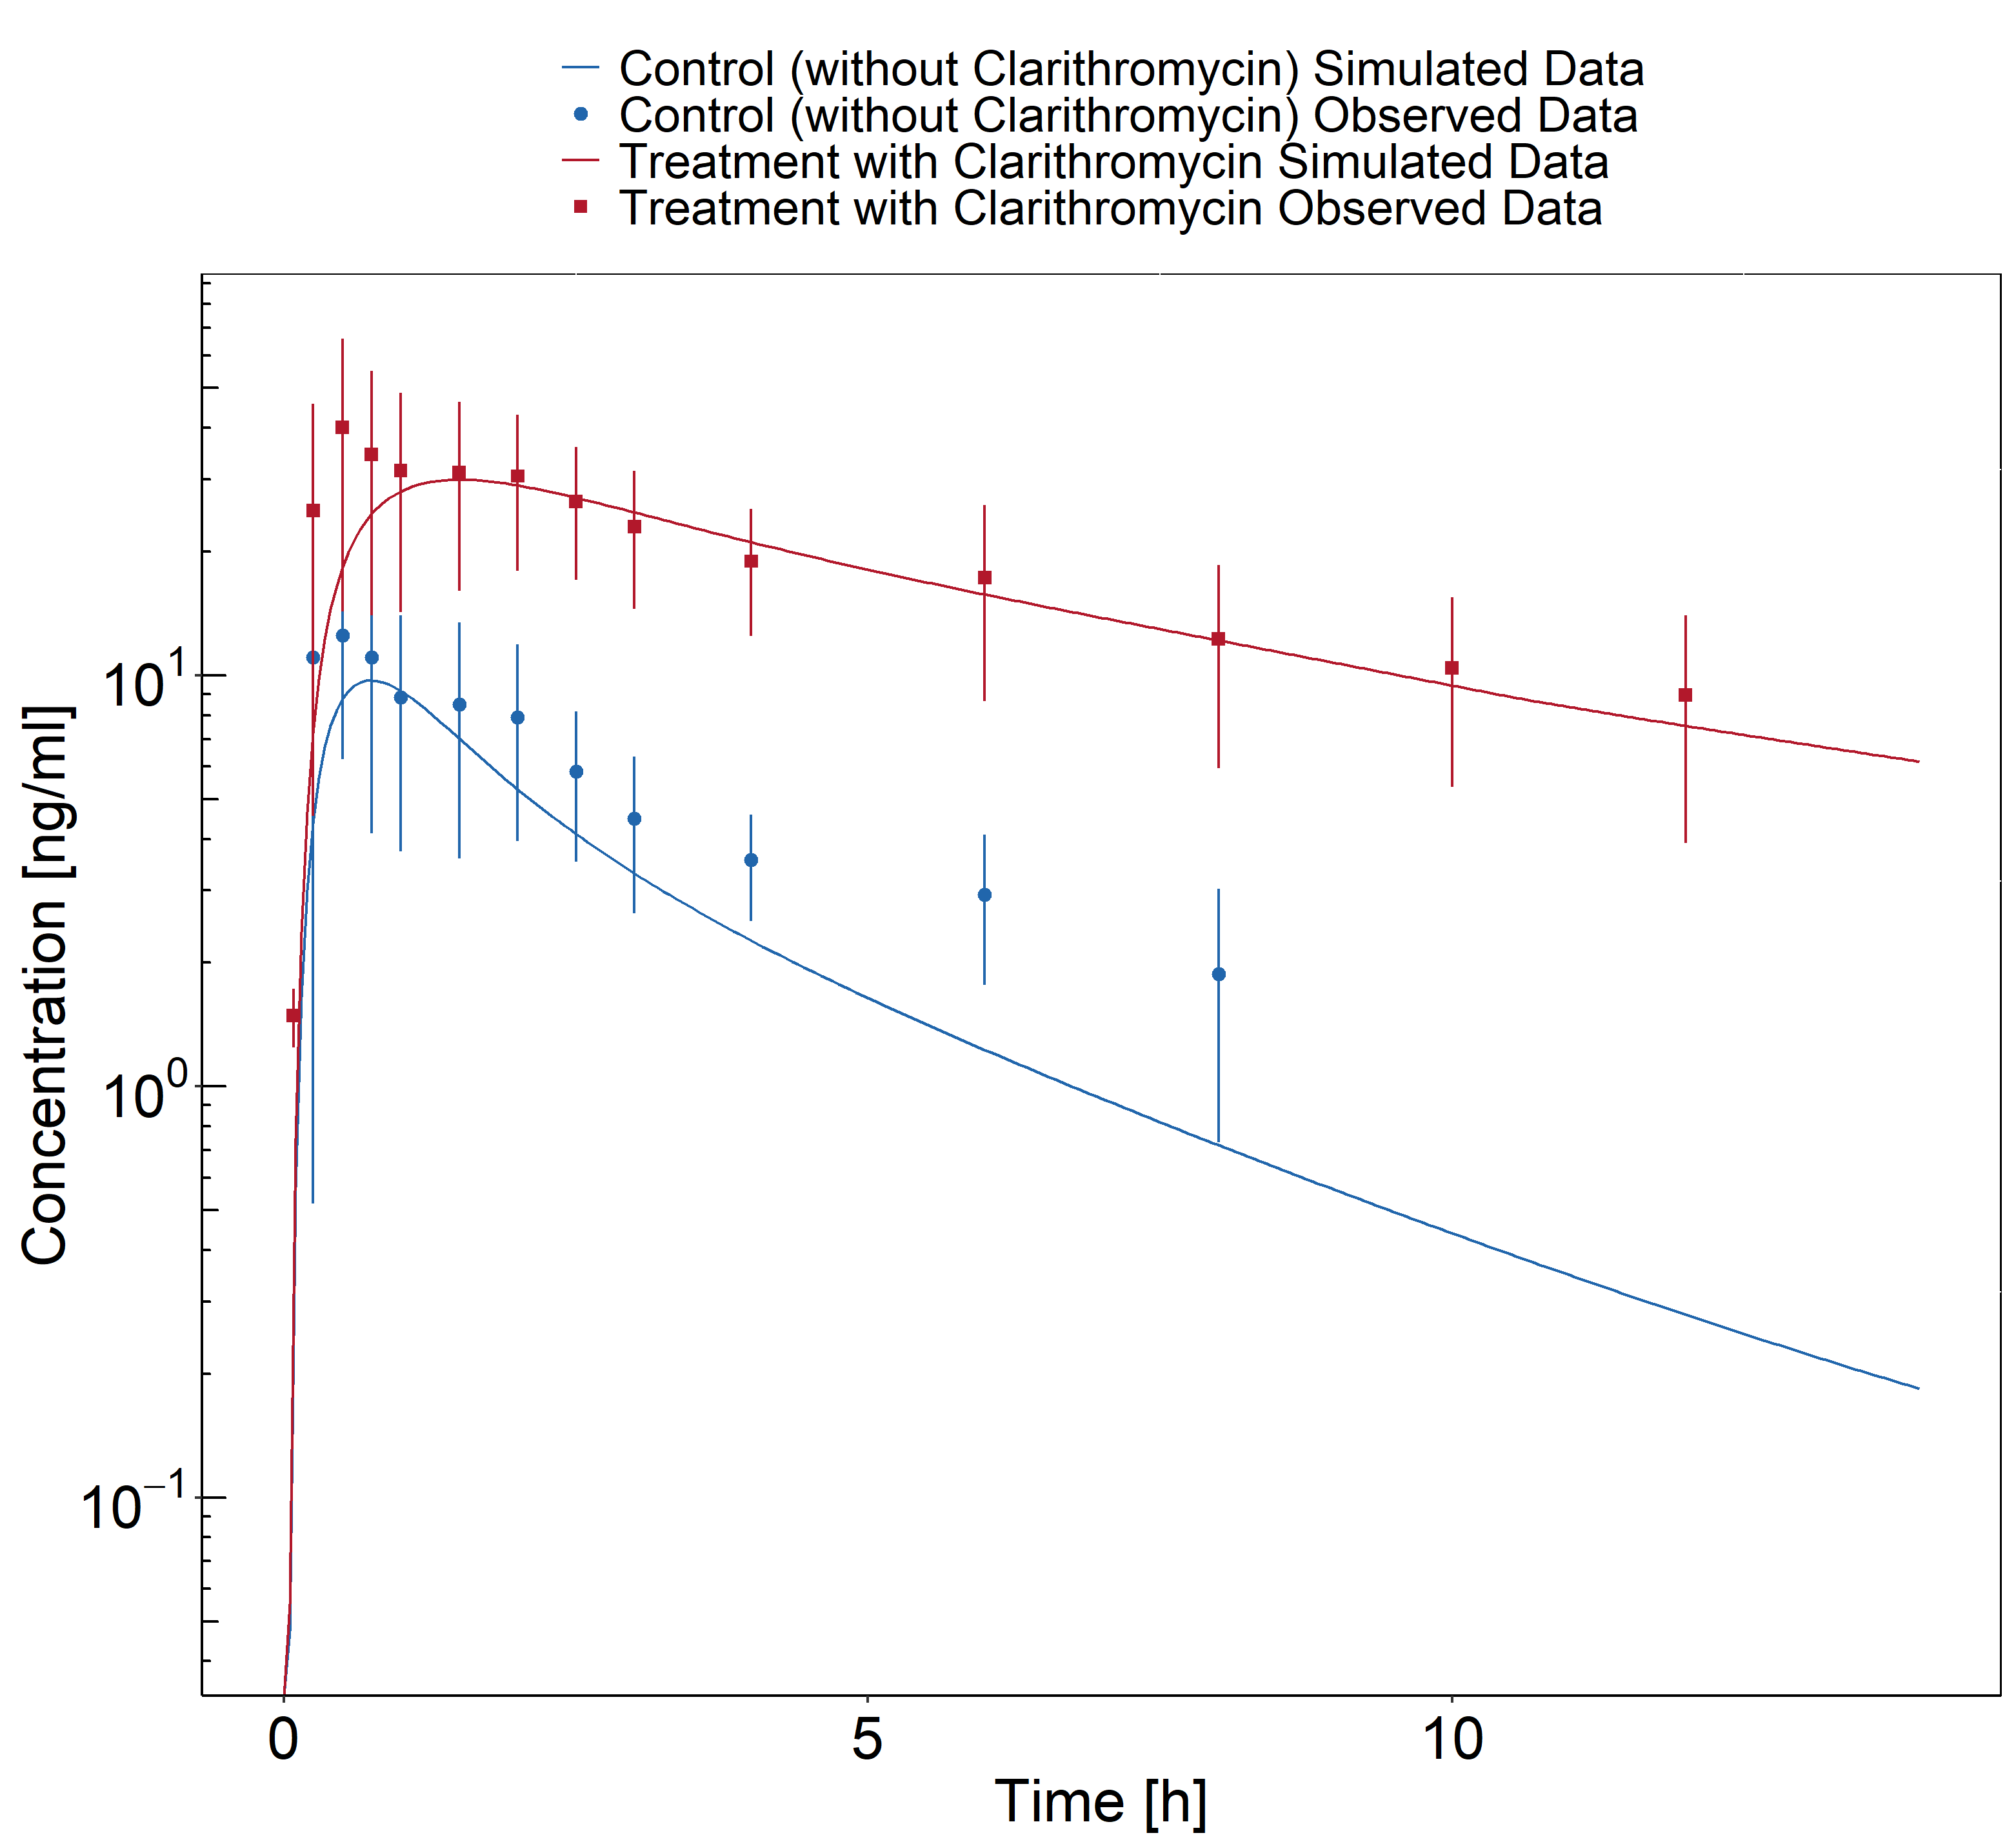 Control (without Clarithromycin) Simulated Data
Control (without Clarithromycin) Observed Data
Treatment with Clarithromycin Simulated Data
Treatment with Clarithromycin Observed Data
10¹
10⁰
10⁻¹
Concentration [ng/ml]
0 5 10
Time [h]